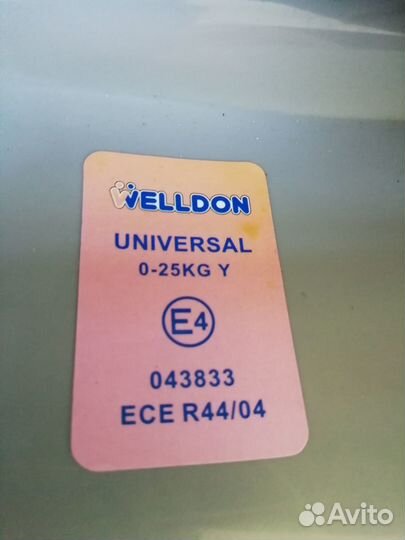 WELLDON
UNIVERSAL
0-25KG Y
E4
043833
ECE R44/04
Avito